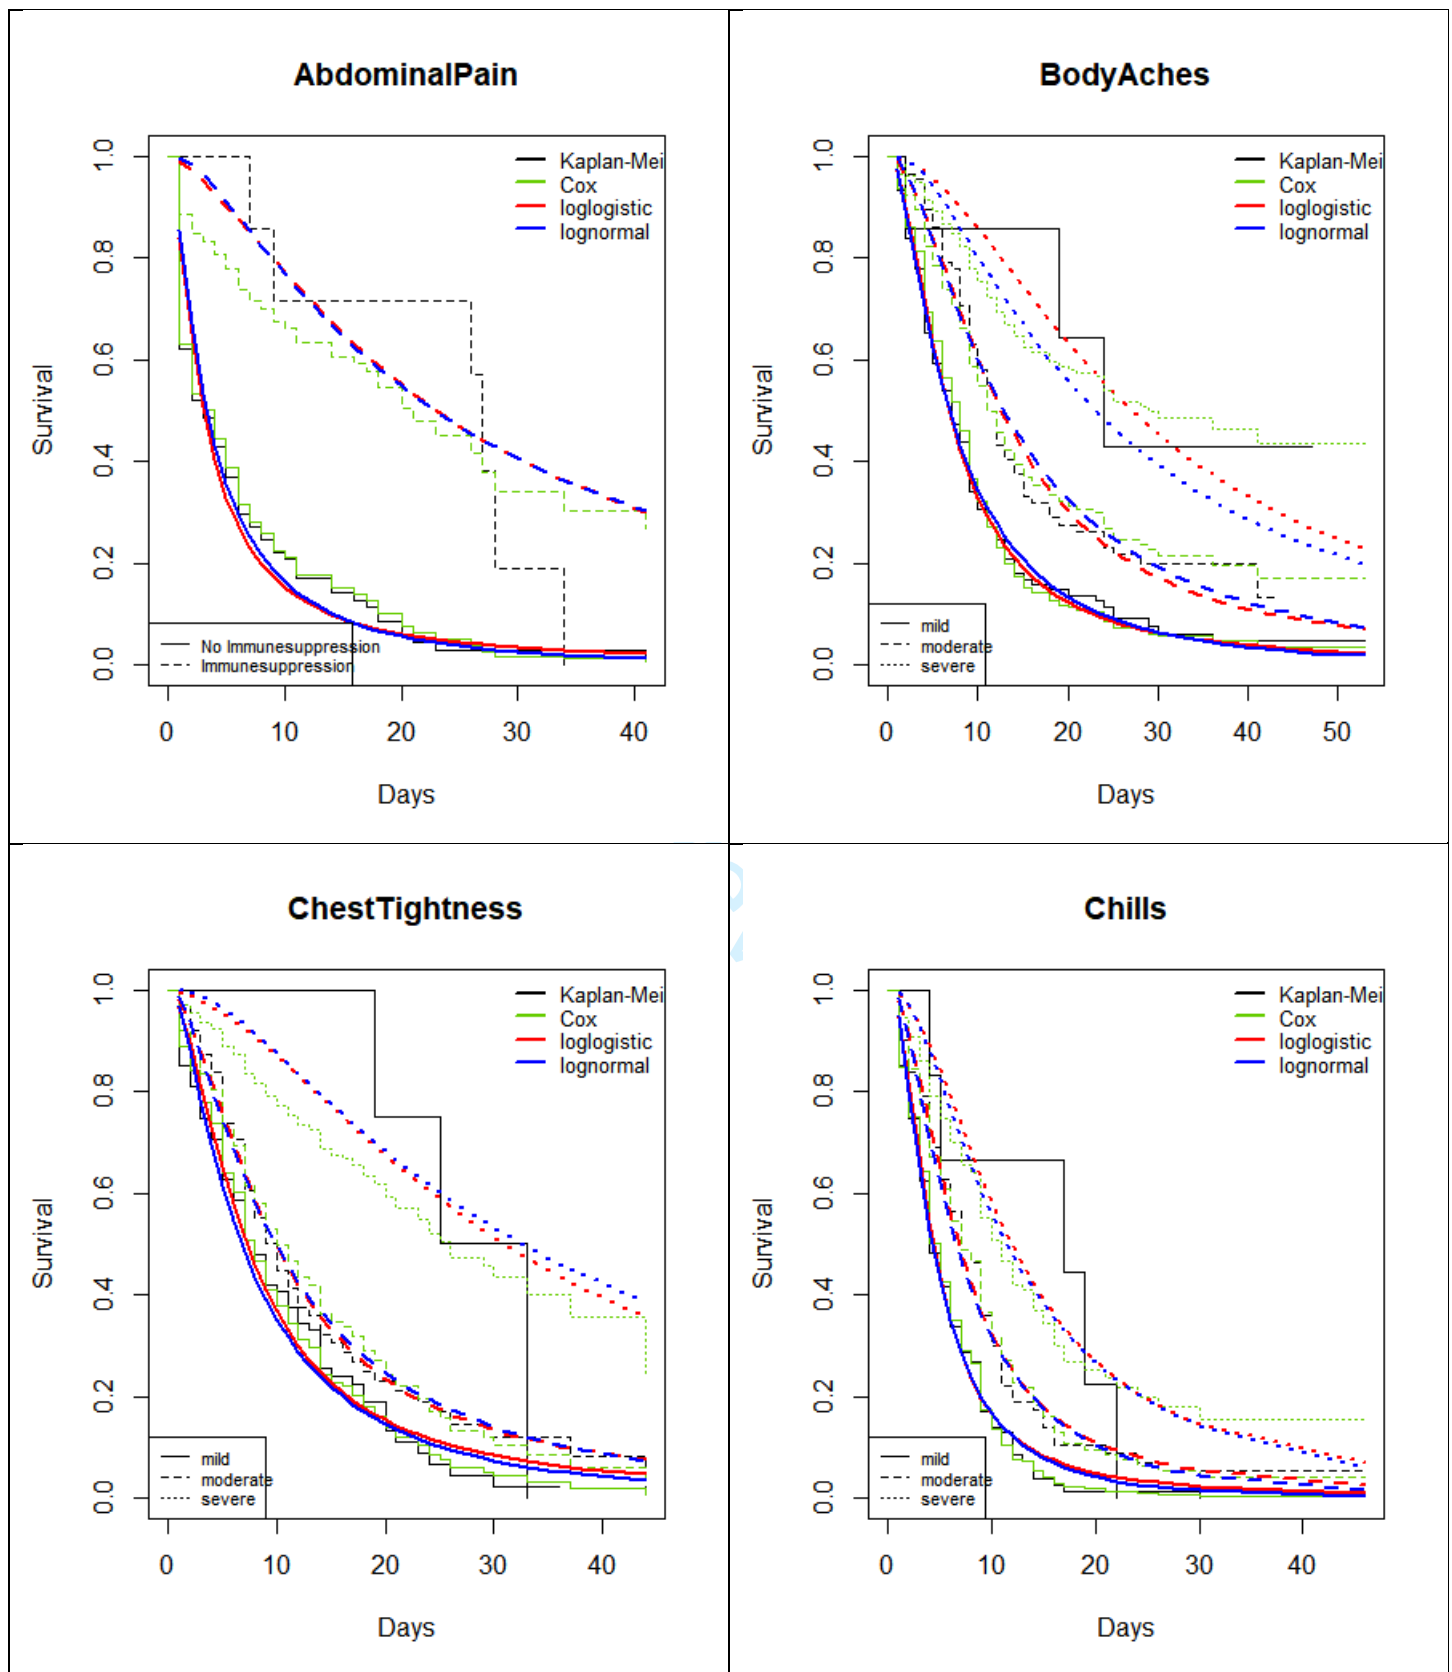 AbdominalPain
1.0
0.8
0.6
0.4
0.2
0.0
Survival
Kaplan-Mei
Cox
loglogistic
lognormal
No Immunesuppression
Immunesuppression
0 10 20 30 40
Days
BodyAches
1.0
0.8
0.6
0.4
0.2
0.0
Survival
Kaplan-Mei
Cox
loglogistic
lognormal
mild
moderate
severe
0 10 20 30 40 50
Days
ChestTightness
1.0
0.8
0.6
0.4
0.2
0.0
Survival
Kaplan-Mei
Cox
loglogistic
lognormal
mild
moderate
severe
0 10 20 30 40
Days
Chills
1.0
0.8
0.6
0.4
0.2
0.0
Survival
Kaplan-Mei
Cox
loglogistic
lognormal
mild
moderate
severe
0 10 20 30 40
Days